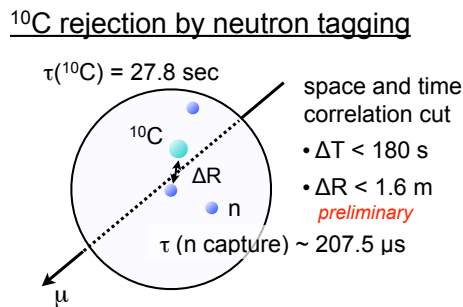 ¹⁰C rejection by neutron tagging
τ(¹⁰C) = 27.8 sec
space and time
correlation cut
• ΔT < 180 s
• ΔR < 1.6 m
preliminary
¹⁰C
ΔR
n
τ (n capture) ~ 207.5 μs
μ